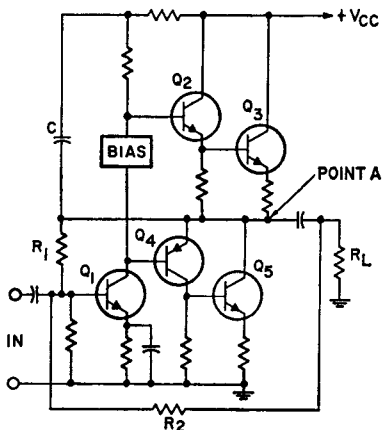 + VCC
Q2
Q3
C
BIAS
POINT A
R1
Q4
Q1
Q5
RL
IN
R2